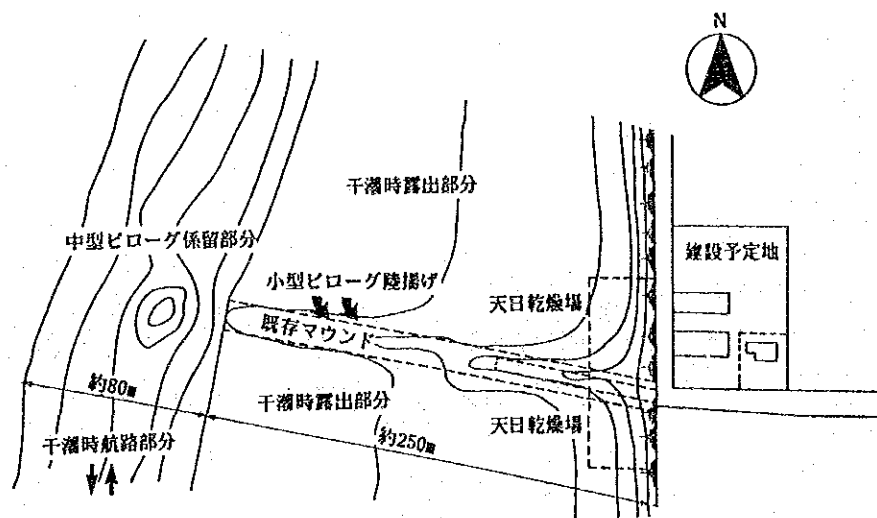 N
干潮時露出部分
中型ピローグ係留部分
建設予定地
小型ピローグ陸揚げ
天日乾燥場
既存マウンド
約80m
干潮時露出部分
天日乾燥場
約250m
干潮時航路部分